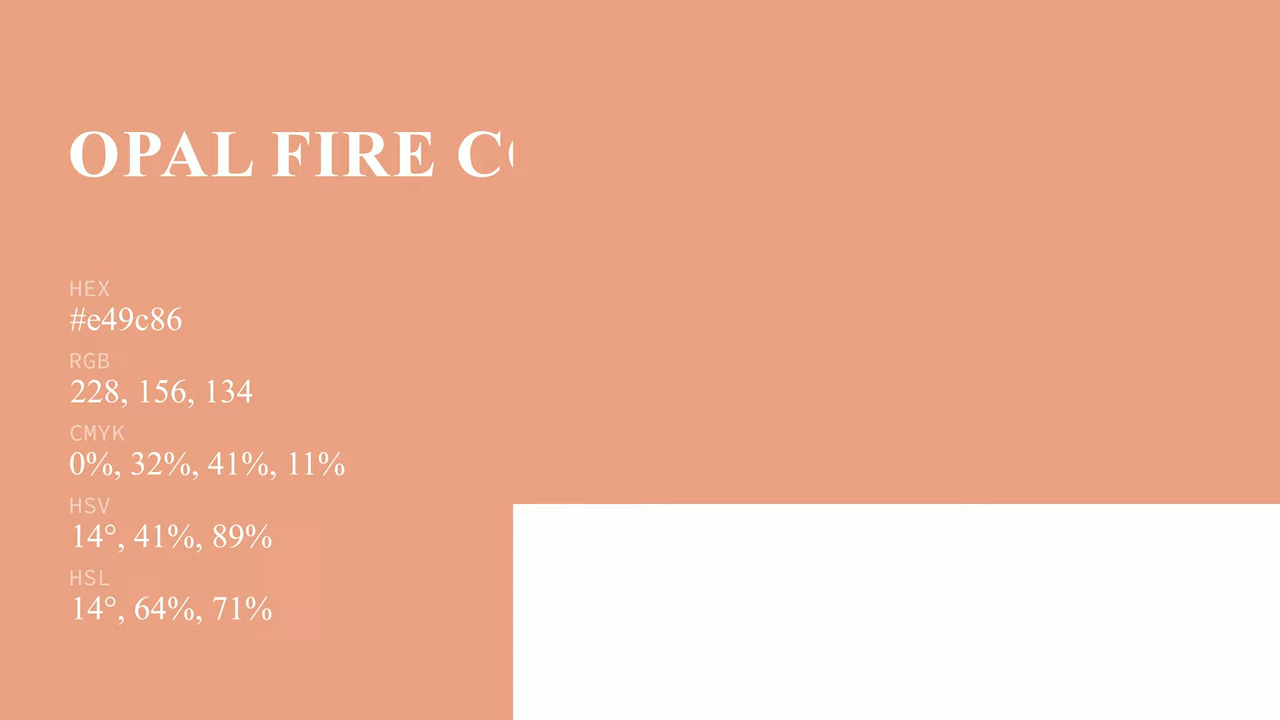 OPAL FIRE
HEX
#e49c86
RGB
228, 156, 134
CMYK
0%, 32%, 41%, 11%
HSV
14°, 41%, 89%
HSL
14°, 64%, 71%